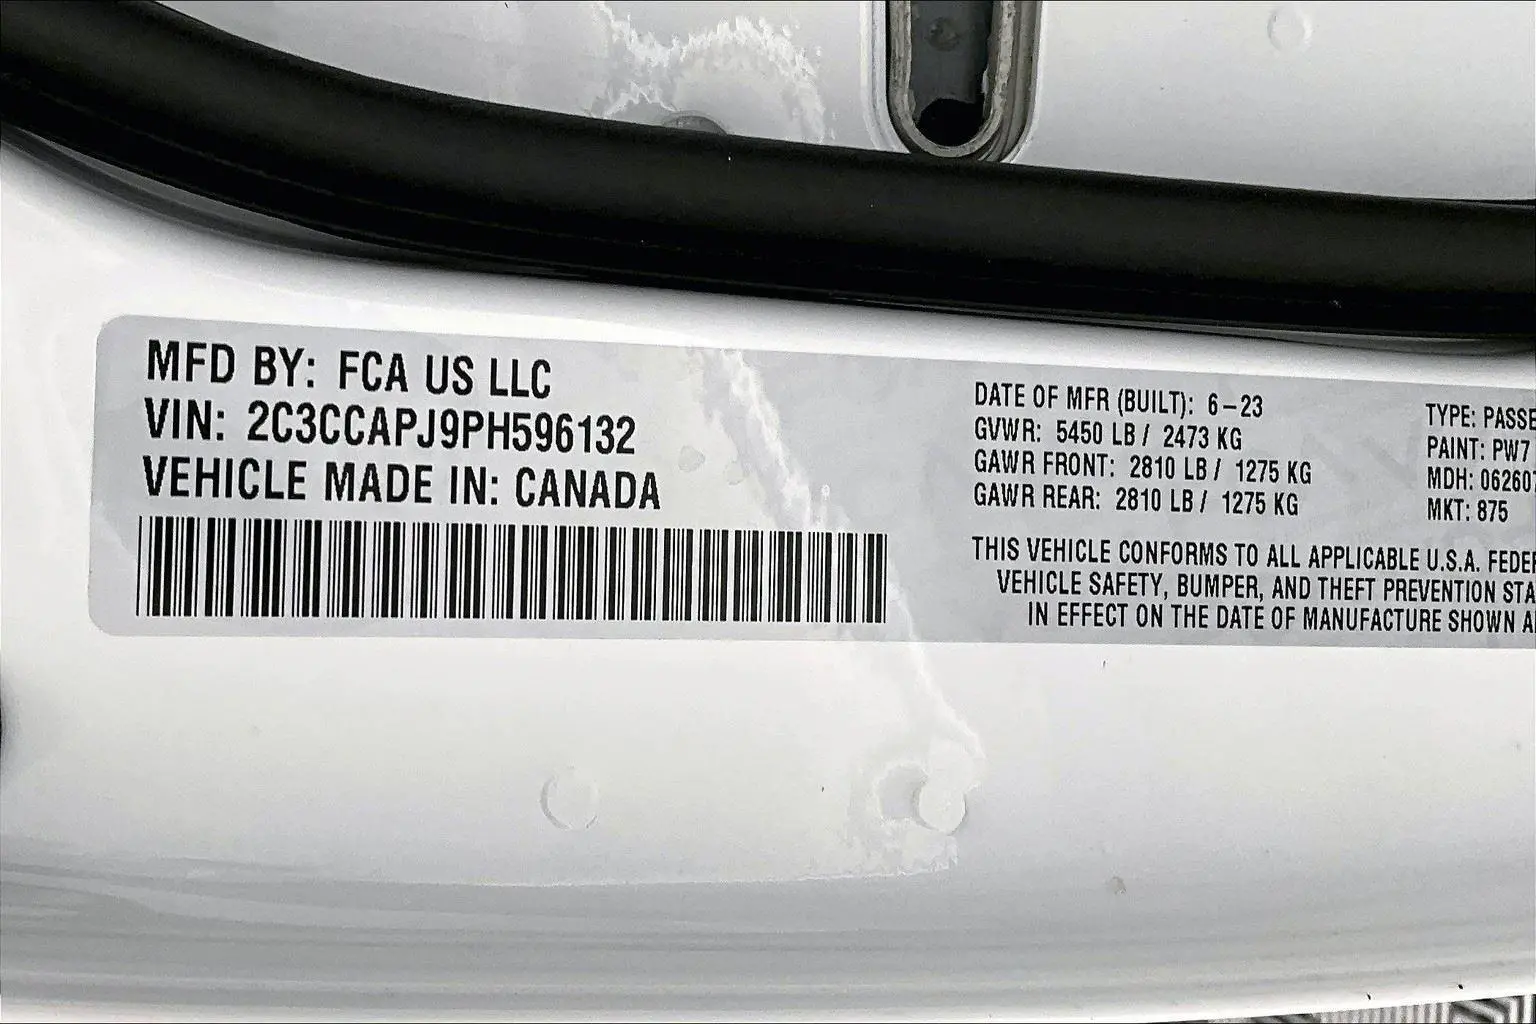 MFD BY: FCA US LLC
VIN: 2C3CCAPJ9PH596132
VEHICLE MADE IN: CANADA
DATE OF MFR (BUILT): 6-23
GVWR: 5450 LB / 2473 KG
GAWR FRONT: 2810 LB / 1275 KG
GAWR REAR: 2810 LB / 1275 KG
TYPE: PASSE
PAINT: PW7
MDH: 06260
MKT: 875
THIS VEHICLE CONFORMS TO ALL APPLICABLE U.S.A. FEDER
VEHICLE SAFETY, BUMPER, AND THEFT PREVENTION STA
IN EFFECT ON THE DATE OF MANUFACTURE SHOWN A